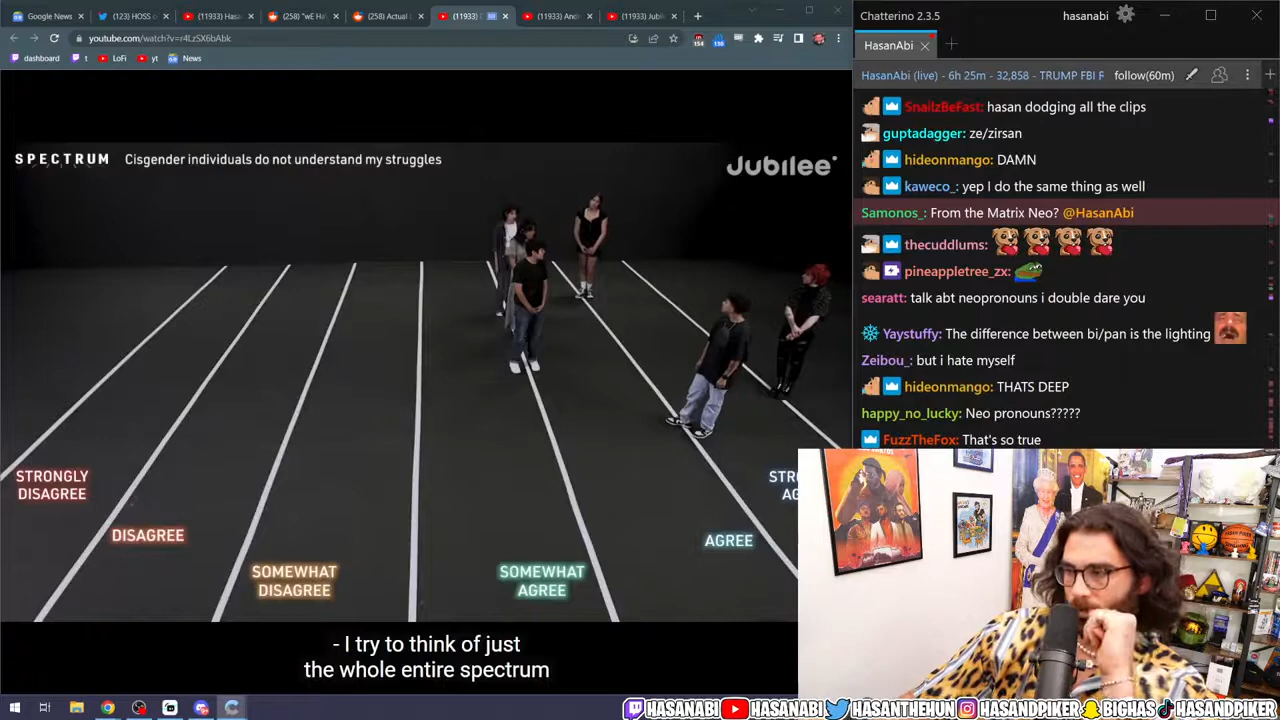 Google News
(123) HOSS c
(11933) Hasa
(258) "wE Ha
(258) Actual L
(11933)
(11933) And
(11933) Jubil
youtube.com/watch?v=r4LzSX6bAbk
154
130
dashboard
t
LoFi
yt
News
SPECTRUM Cisgender individuals do not understand my struggles
Jubilee
STRONGLY
DISAGREE
DISAGREE
SOMEWHAT
DISAGREE
SOMEWHAT
AGREE
AGREE
- I try to think of just
the whole entire spectrum
Chatterino 2.3.5
hasanabi
HasanAbi
HasanAbi (live) - 6h 25m - 32,858 - TRUMP FBI R
follow(60m)
SnailzBeFast: hasan dodging all the clips
guptadagger: ze/zirsan
hideonmango: DAMN
kaweco_: yep I do the same thing as well
Samonos_: From the Matrix Neo? @HasanAbi
thecuddlums:
pineappletree_zx:
searatt: talk abt neopronouns i double dare you
Yaystuffy: The difference between bi/pan is the lighting
Zeibou_: but i hate myself
hideonmango: THATS DEEP
happy_no_lucky: Neo pronouns?????
FuzzTheFox: That's so true
HASANABI HASANABI HASANTHEHUN HASANDPIKER BIGHAS HASANDPIKER